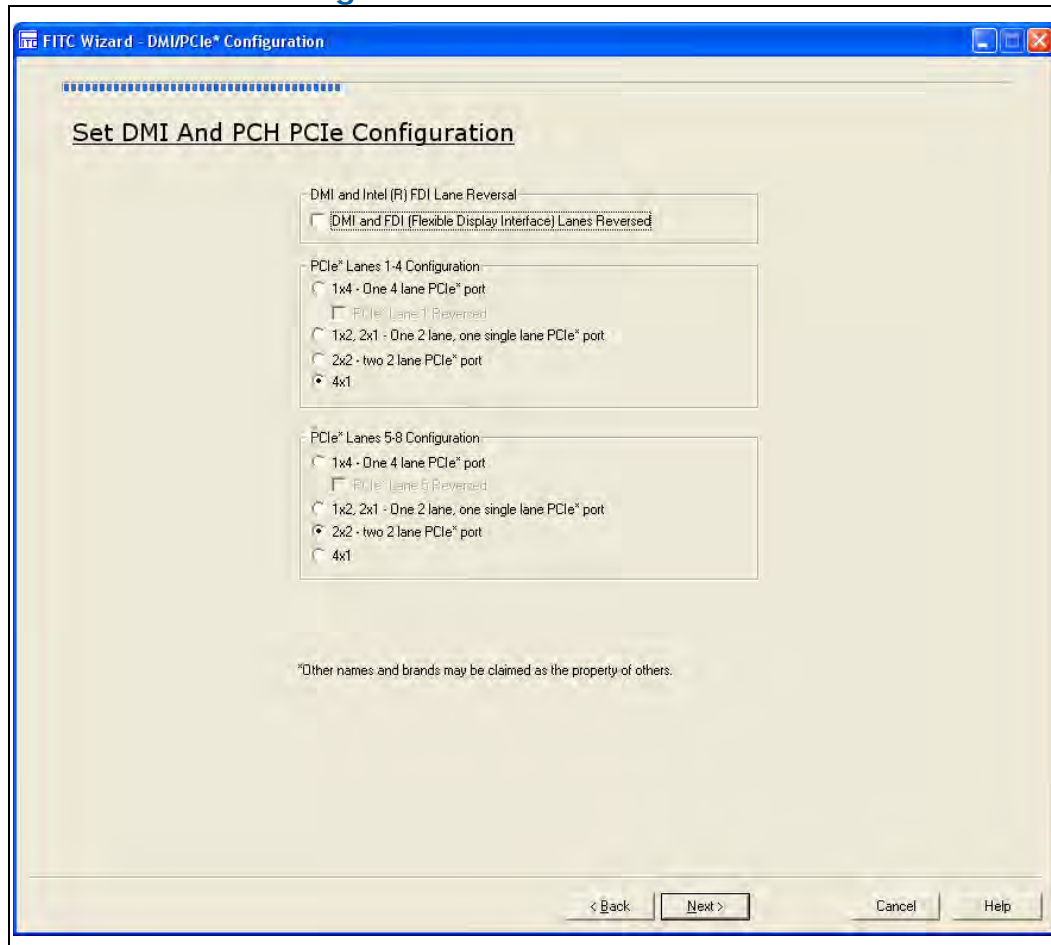 FITC Wizard - DMI/PCIe* Configuration
Set DMI And PCH PCIe Configuration
DMI and Intel (R) FDI Lane Reversal
DMI and FDI (Flexible Display Interface) Lanes Reversed
PCIe* Lanes 1-4 Configuration
1x4 - One 4 lane PCIe* port
PCIe* Lane 1 Reversed
1x2, 2x1 - One 2 lane, one single lane PCIe* port
2x2 - two 2 lane PCIe* port
4x1
PCIe* Lanes 5-8 Configuration
1x4 - One 4 lane PCIe* port
PCIe* Lane 5 Reversed
1x2, 2x1 - One 2 lane, one single lane PCIe* port
2x2 - two 2 lane PCIe* port
4x1
*Other names and brands may be claimed as the property of others.
< Back Next > Cancel Help